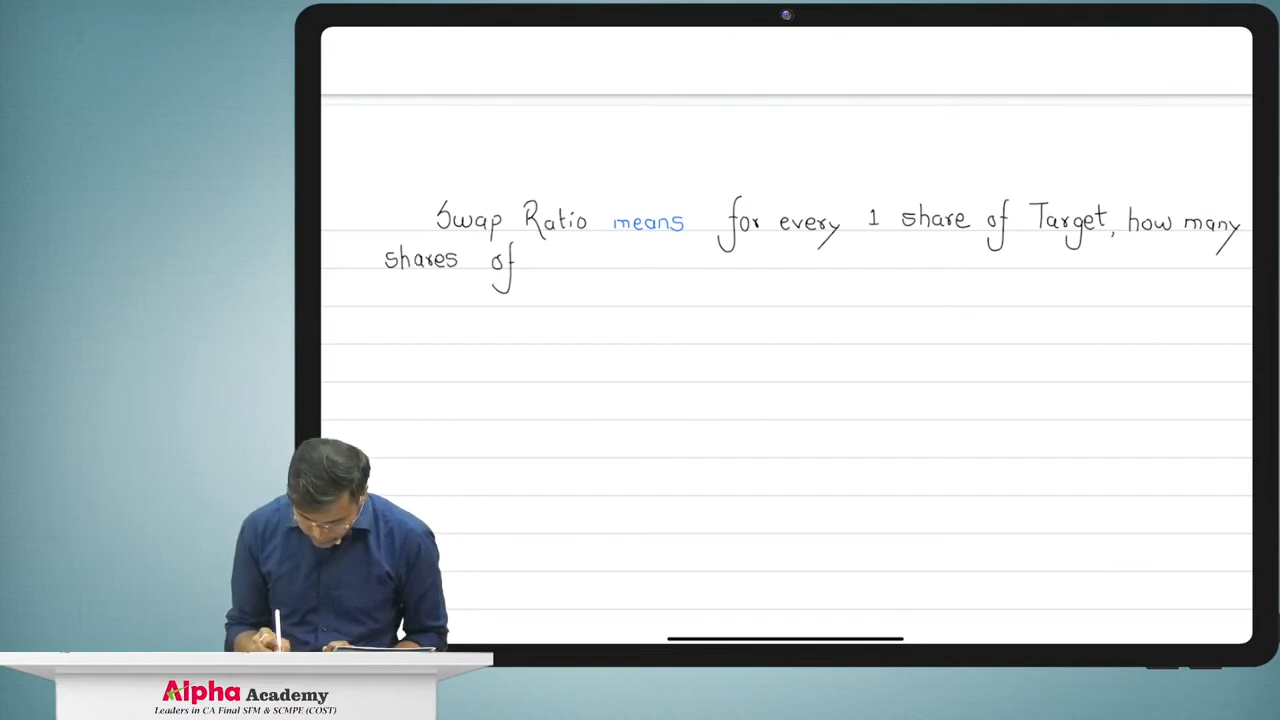 Swap Ratio means for every 1 share of Target, how many
shares of
Alpha Academy
Leaders in CA Final SFM & SCMPE (COST)